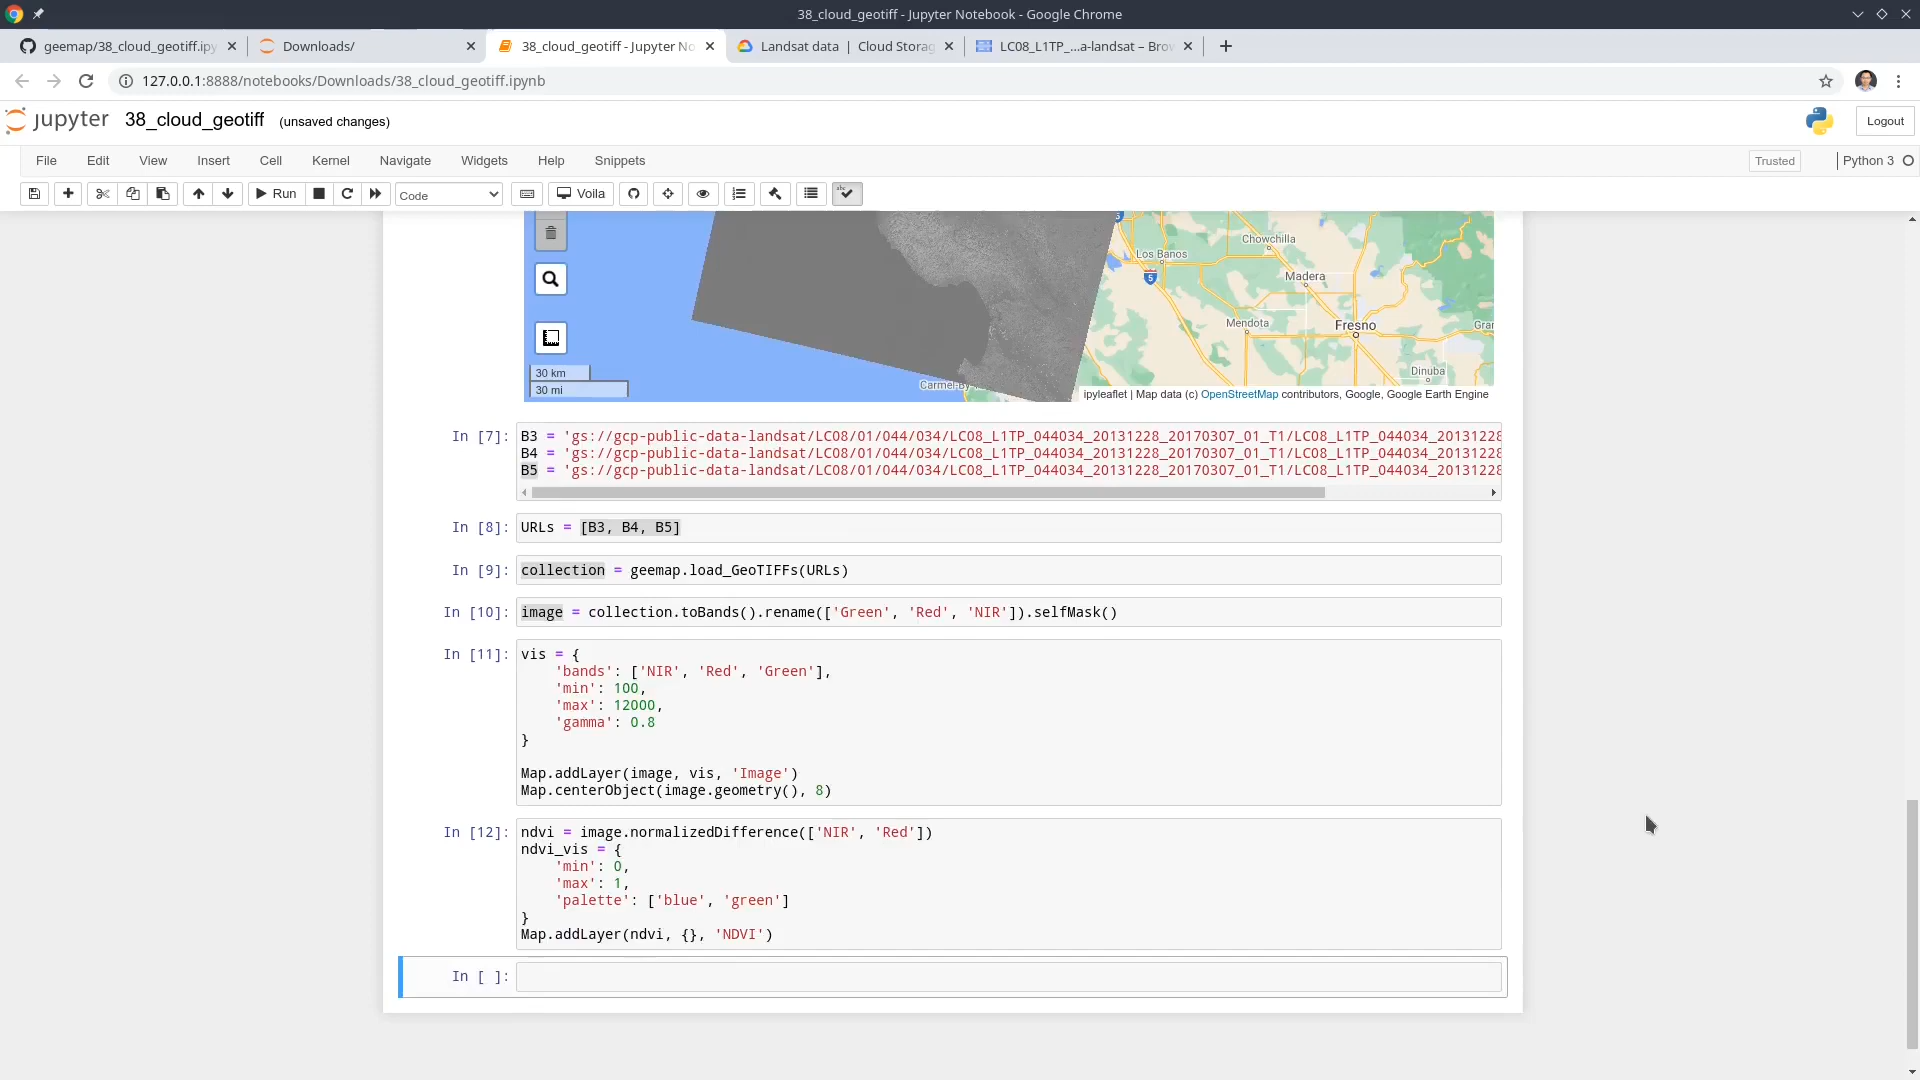 38_cloud_geotiff - Jupyter Notebook - Google Chrome
geemap/38_cloud_geotiff.ipy
Downloads/
38_cloud_geotiff - Jupyter No
Landsat data | Cloud Storag
LC08_L1TP_...a-landsat – Brow
127.0.0.1:8888/notebooks/Downloads/38_cloud_geotiff.ipynb
jupyter 38_cloud_geotiff (unsaved changes)
Logout
File Edit View Insert Cell Kernel Navigate Widgets Help Snippets
Trusted
Python 3
Run
Code
Voila
Chowchilla
Los Banos
5
Madera
Mendota
Fresno
Gran
Dinuba
30 km
30 mi
Carmel-By-
ipyleaflet | Map data (c) OpenStreetMap contributors, Google, Google Earth Engine
In [7]: B3 = 'gs://gcp-public-data-landsat/LC08/01/044/034/LC08_L1TP_044034_20131228_20170307_01_T1/LC08_L1TP_044034_20131228
B4 = 'gs://gcp-public-data-landsat/LC08/01/044/034/LC08_L1TP_044034_20131228_20170307_01_T1/LC08_L1TP_044034_20131228
B5 = 'gs://gcp-public-data-landsat/LC08/01/044/034/LC08_L1TP_044034_20131228_20170307_01_T1/LC08_L1TP_044034_20131228
In [8]: URLs = [B3, B4, B5]
In [9]: collection = geemap.load_GeoTIFFs(URLs)
In [10]: image = collection.toBands().rename(['Green', 'Red', 'NIR']).selfMask()
In [11]: vis = {
'bands': ['NIR', 'Red', 'Green'],
'min': 100,
'max': 12000,
'gamma': 0.8
}
Map.addLayer(image, vis, 'Image')
Map.centerObject(image.geometry(), 8)
In [12]: ndvi = image.normalizedDifference(['NIR', 'Red'])
ndvi_vis = {
'min': 0,
'max': 1,
'palette': ['blue', 'green']
}
Map.addLayer(ndvi, {}, 'NDVI')
In [ ]: